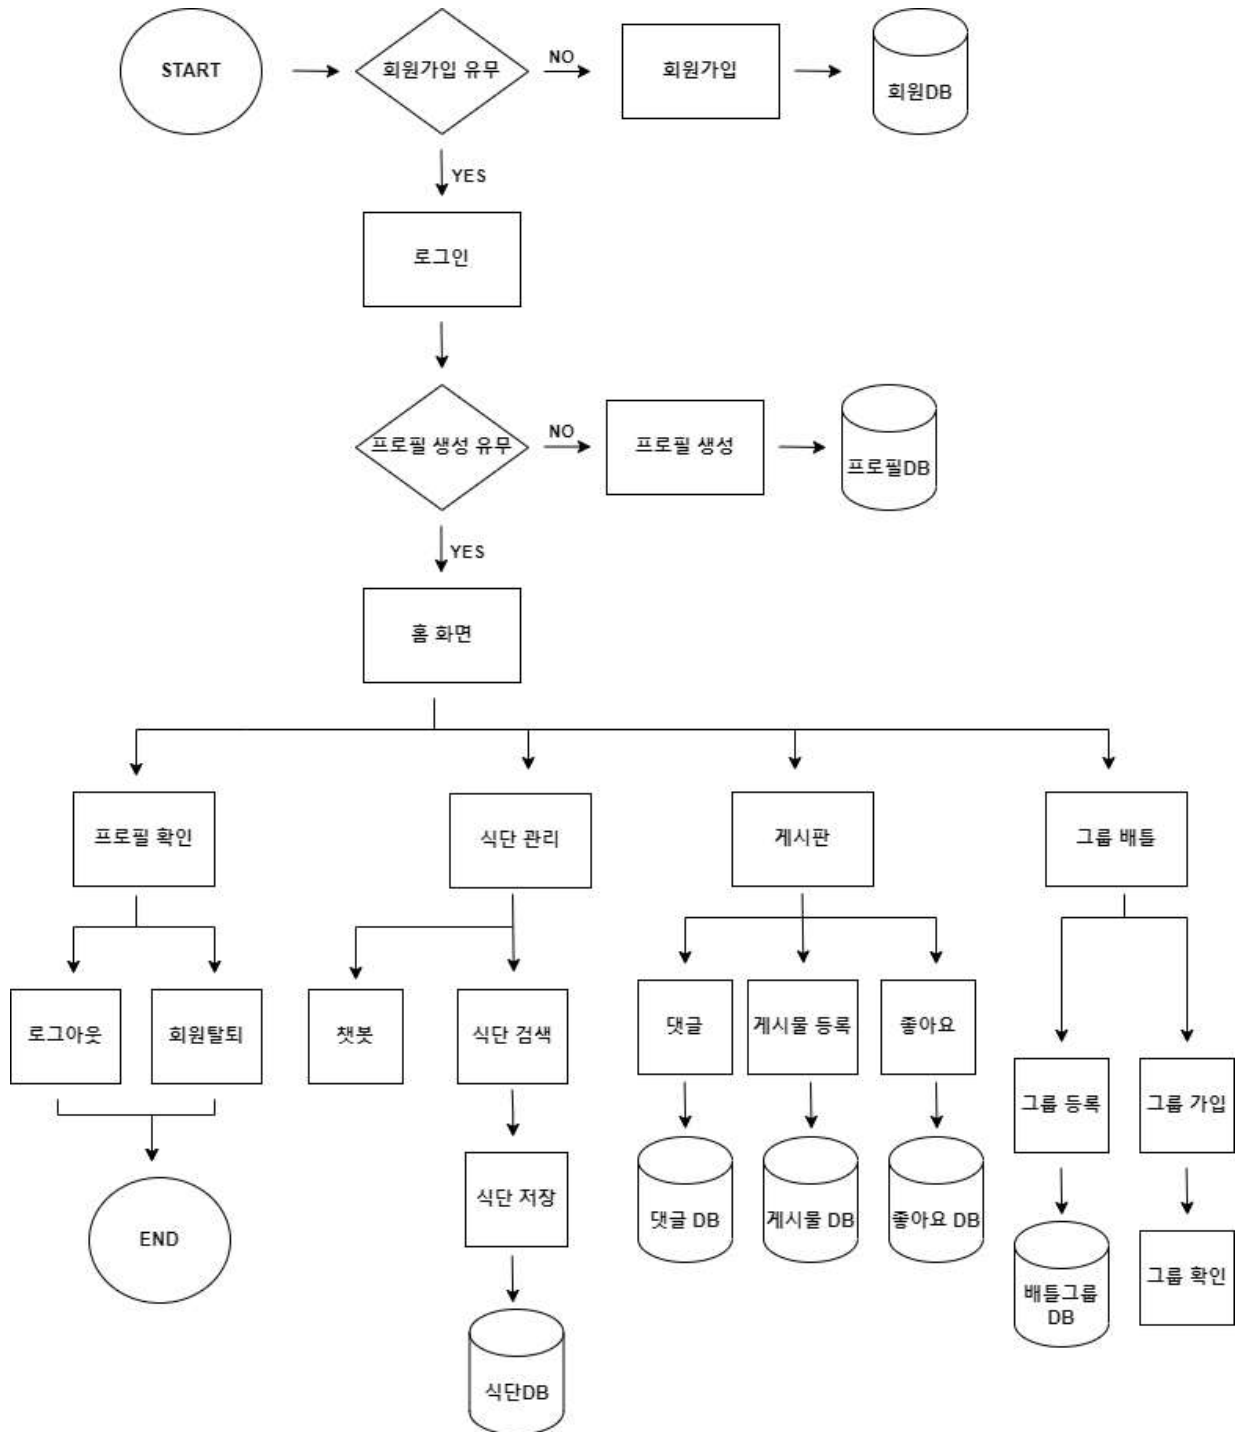 START
회원가입 유무
NO
회원가입
회원DB
YES
로그인
프로필 생성 유무
NO
프로필 생성
프로필DB
YES
홈 화면
프로필 확인
식단 관리
게시판
그룹 배틀
로그아웃
회원탈퇴
챗봇
식단 검색
댓글
게시물 등록
좋아요
그룹 등록
그룹 가입
식단 저장
댓글 DB
게시물 DB
좋아요 DB
END
배틀그룹
DB
그룹 확인
식단DB